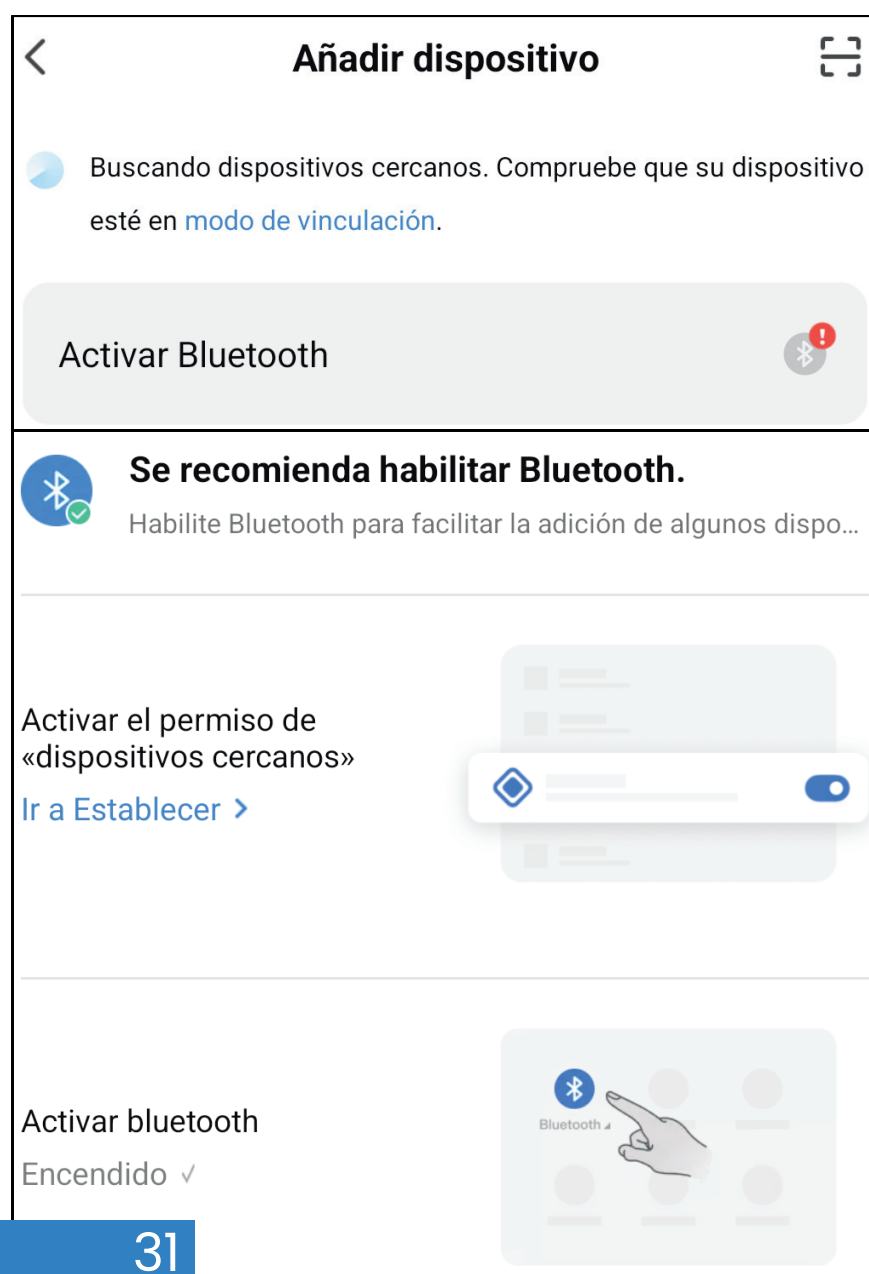 Añadir dispositivo
Buscando dispositivos cercanos. Compruebe que su dispositivo
esté en modo de vinculación.
Activar Bluetooth
Se recomienda habilitar Bluetooth.
Habilite Bluetooth para facilitar la adición de algunos dispo...
Activar el permiso de
«dispositivos cercanos»
Ir a Establecer >
Bluetooth
Activar bluetooth
Encendido ✓
31